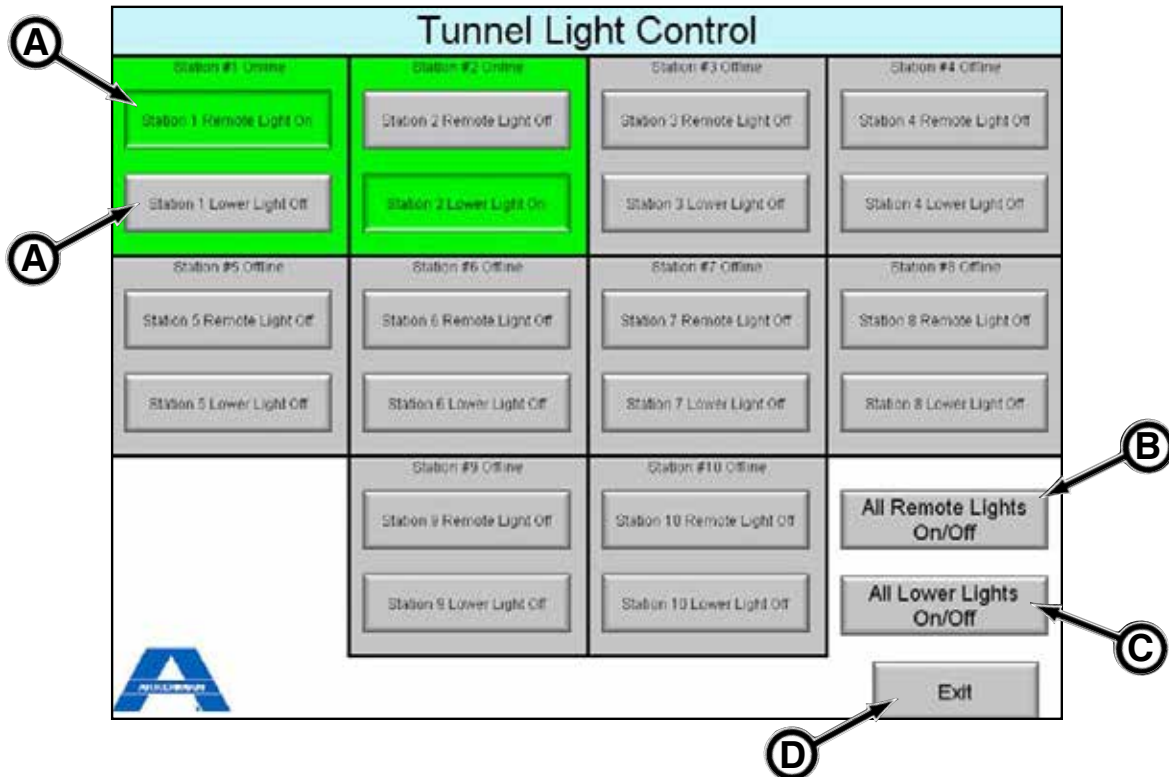 Tunnel Light Control
A
Station #1 Online
Station #2 Online
Station #3 Offline
Station #4 Offline
Station 1 Remote Light On
Station 2 Remote Light Off
Station 3 Remote Light Off
Station 4 Remote Light Off
Station 1 Lower Light Off
Station 2 Lower Light On
Station 3 Lower Light Off
Station 4 Lower Light Off
A
Station #5 Offline
Station #6 Offline
Station #7 Offline
Station #8 Offline
Station 5 Remote Light Off
Station 6 Remote Light Off
Station 7 Remote Light Off
Station 8 Remote Light Off
Station 5 Lower Light Off
Station 6 Lower Light Off
Station 7 Lower Light Off
Station 8 Lower Light Off
B
Station #9 Offline
Station #10 Offline
Station 9 Remote Light Off
Station 10 Remote Light Off
All Remote Lights
On/Off
Station 9 Lower Light Off
Station 10 Lower Light Off
All Lower Lights
On/Off
C
Exit
D